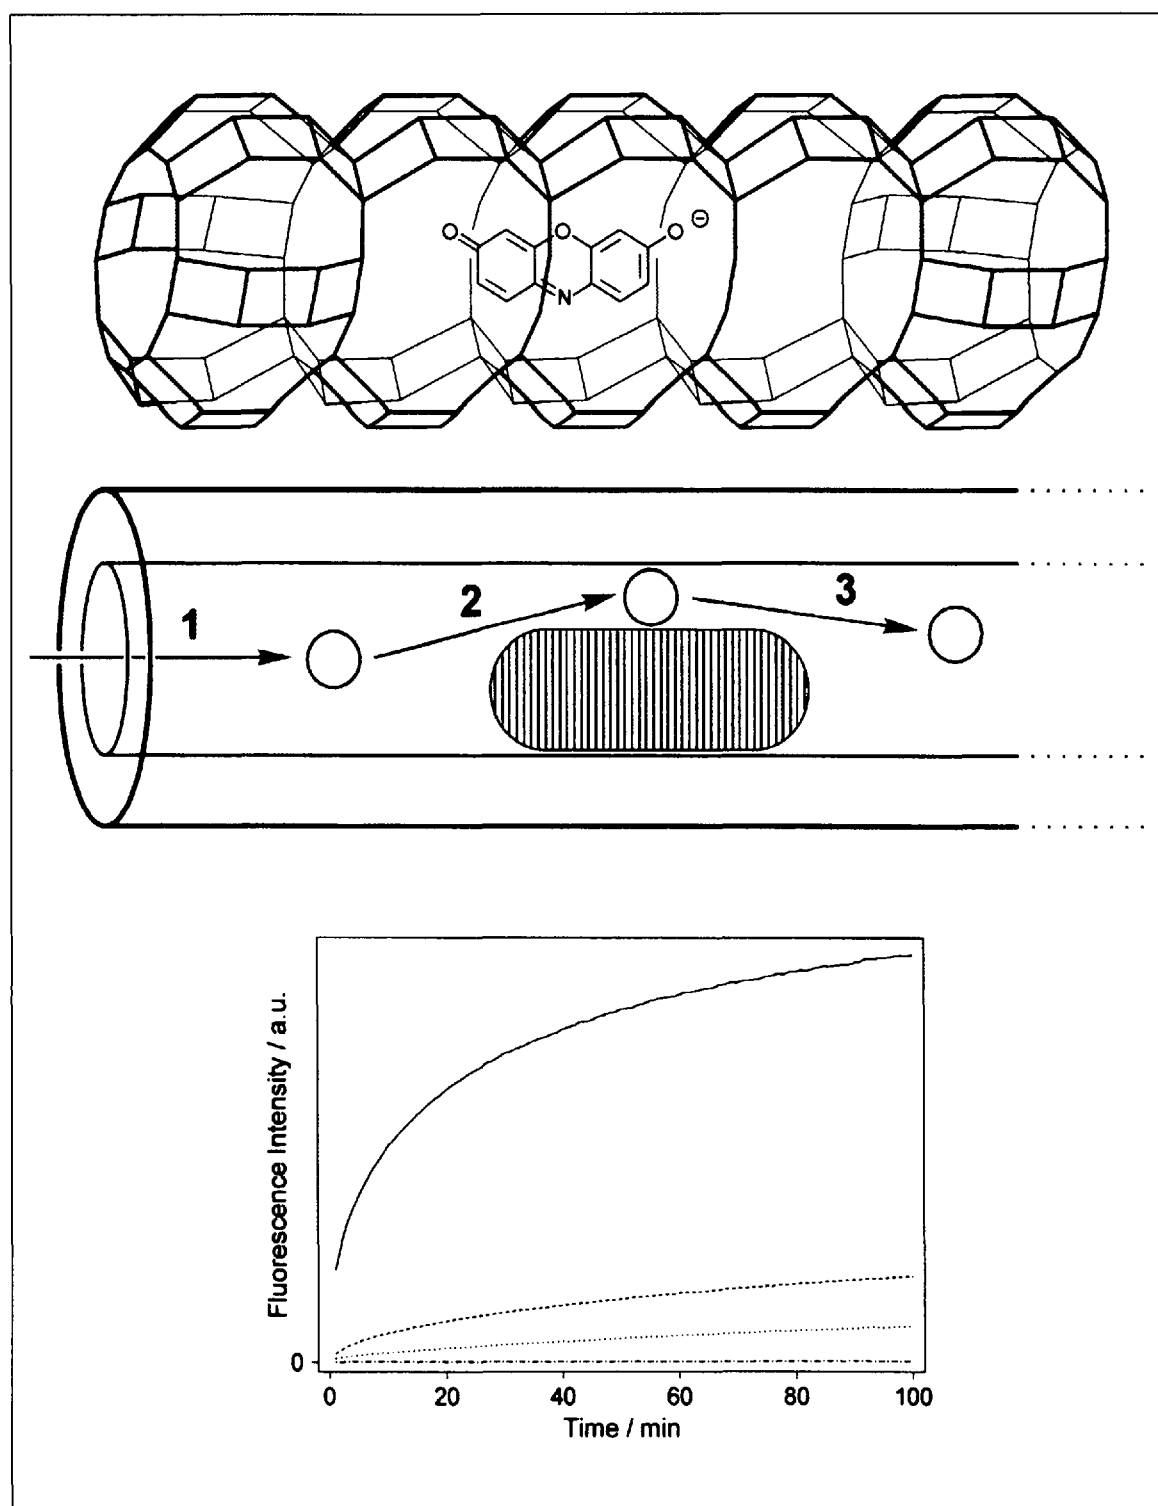 O O O ⊖
N
1 2 3
Fluorescence Intensity / a.u.
0
0 20 40 60 80 100
Time / min